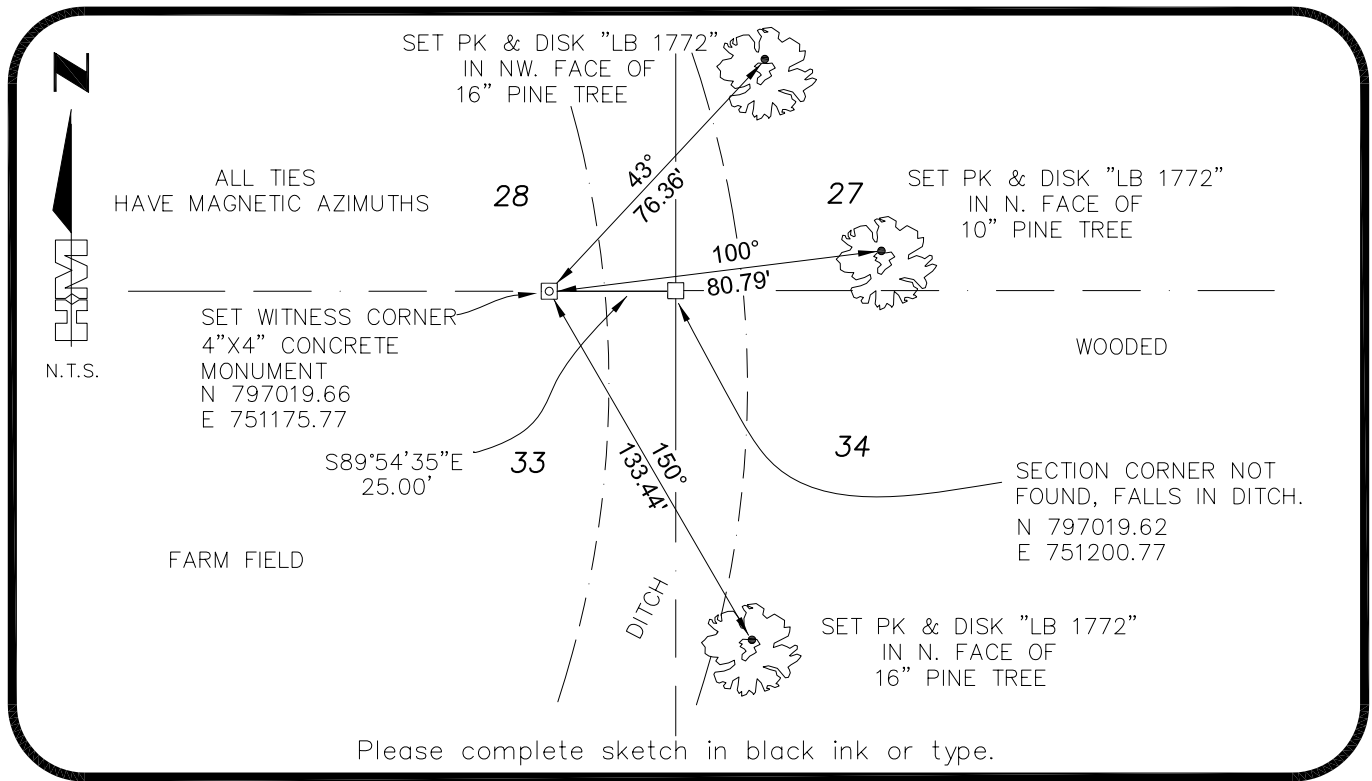 SET PK & DISK "LB 1772"
IN NW. FACE OF
16" PINE TREE
N
ALL TIES
HAVE MAGNETIC AZIMUTHS
28
43°
76.36'
27
SET PK & DISK "LB 1772"
IN N. FACE OF
10" PINE TREE
100°
80.79'
SET WITNESS CORNER
4"X4" CONCRETE
MONUMENT
N 797019.66
E 751175.77
N.T.S.
WOODED
S89°54'35"E
25.00'
33
150°
133.44'
34
SECTION CORNER NOT
FOUND, FALLS IN DITCH.
N 797019.62
E 751200.77
FARM FIELD
DITCH
SET PK & DISK "LB 1772"
IN N. FACE OF
16" PINE TREE
Please complete sketch in black ink or type.